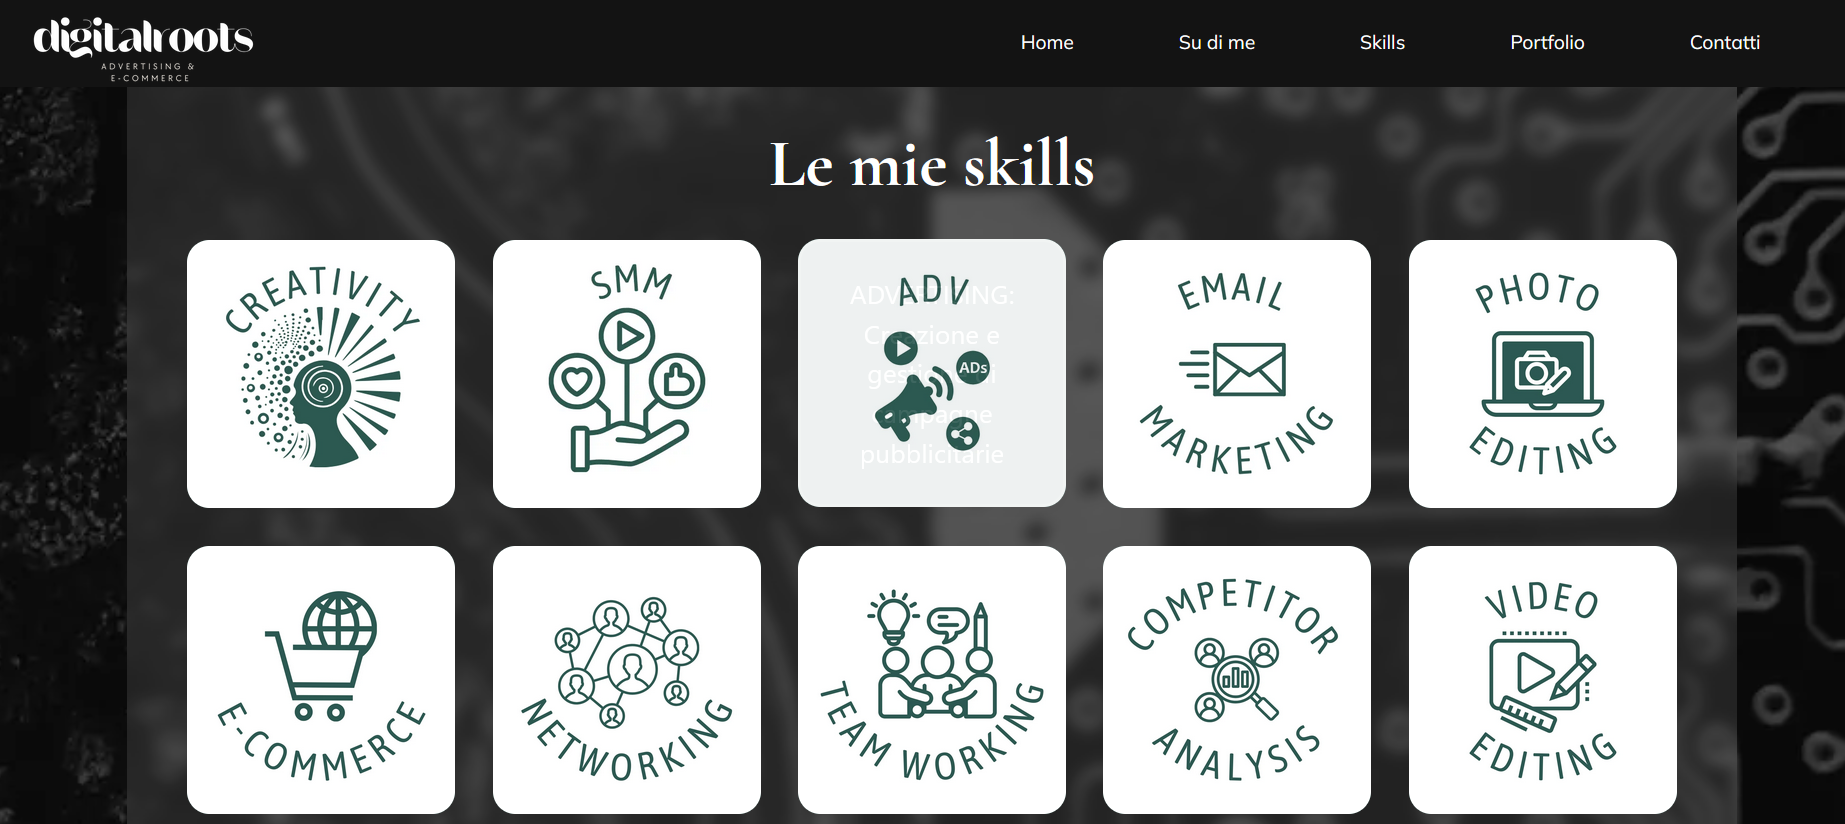 digitalroots
ADVERTISING &
E-COMMERCE
Home
Su di me
Skills
Portfolio
Contatti
Le mie skills
CREATIVITY
SMM
ADV
ADVERTISING:
Creazione e
gestione di
campagne
pubblicitarie
ADs
EMAIL
MARKETING
PHOTO
EDITING
E-COMMERCE
NETWORKING
TEAM WORKING
COMPETITOR
ANALYSIS
VIDEO
EDITING